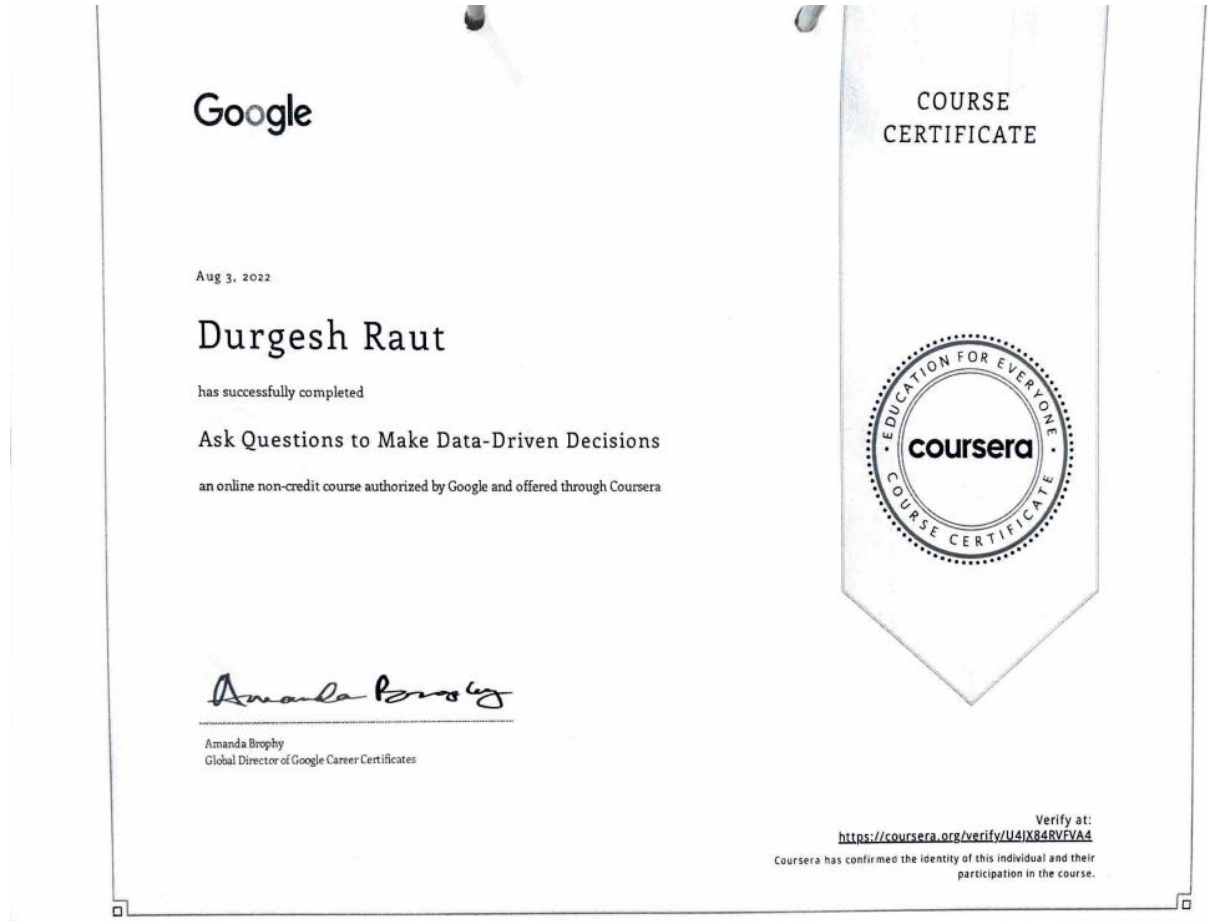 Google
COURSE
CERTIFICATE
Aug 3, 2022
Durgesh Raut
has successfully completed
Ask Questions to Make Data-Driven Decisions
an online non-credit course authorized by Google and offered through Coursera
EDUCATION FOR EVERYONE
coursera
COURSE CERTIFICATE
Amanda Brophy
Amanda Brophy
Global Director of Google Career Certificates
Verify at:
https://coursera.org/verify/U4JX84RVFVA4
Coursera has confirmed the identity of this individual and their
participation in the course.